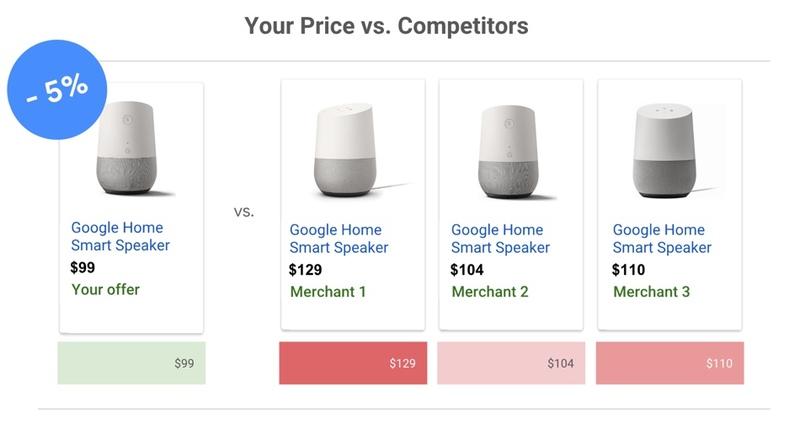 Your Price vs. Competitors
- 5%
Google Home
Smart Speaker
$99
Your offer
vs.
Google Home
Smart Speaker
$129
Merchant 1
Google Home
Smart Speaker
$104
Merchant 2
Google Home
Smart Speaker
$110
Merchant 3
$99
$129
$104
$110